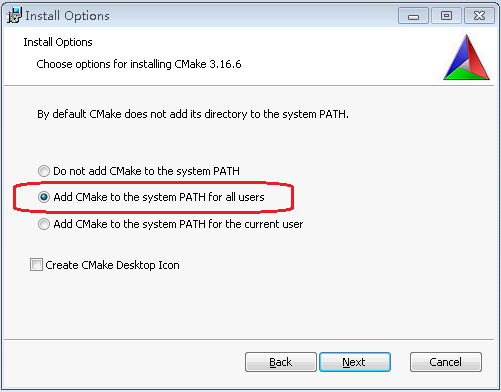 Install Options
Install Options
Choose options for installing CMake 3.16.6
By default CMake does not add its directory to the system PATH.
Do not add CMake to the system PATH
Add CMake to the system PATH for all users
Add CMake to the system PATH for the current user
Create CMake Desktop Icon
Back Next Cancel